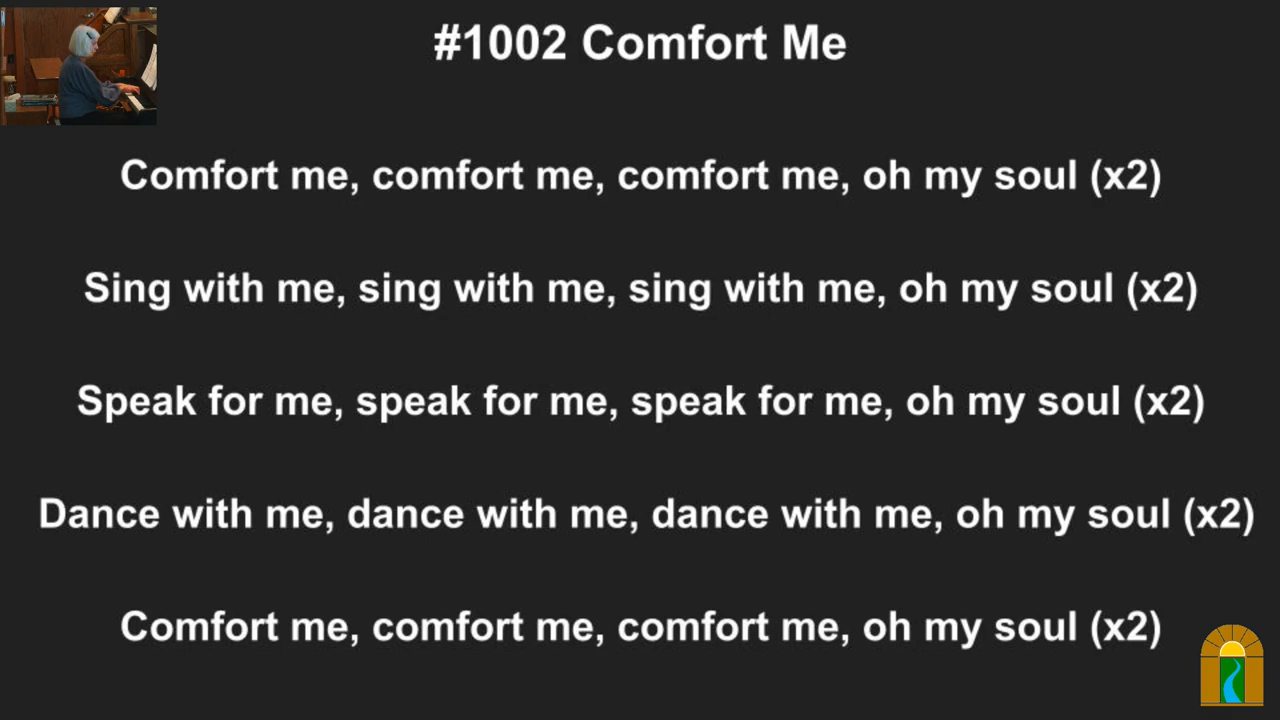 #1002 Comfort Me
Comfort me, comfort me, comfort me, oh my soul (x2)
Sing with me, sing with me, sing with me, oh my soul (x2)
Speak for me, speak for me, speak for me, oh my soul (x2)
Dance with me, dance with me, dance with me, oh my soul (x2)
Comfort me, comfort me, comfort me, oh my soul (x2)